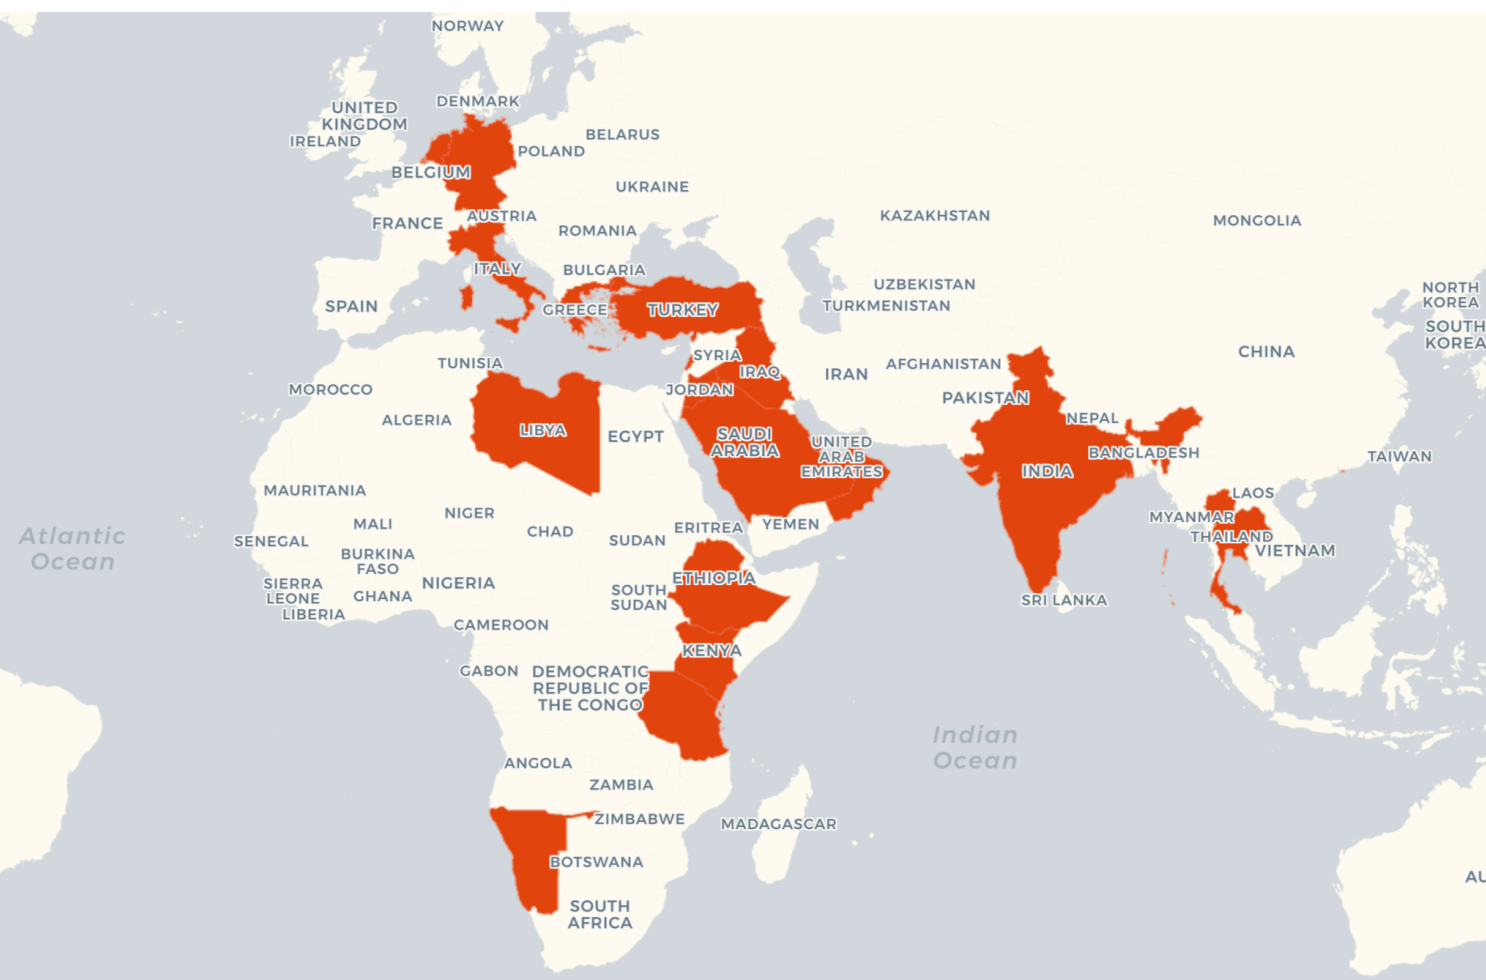 NORWAY
DENMARK
UNITED
KINGDOM
IRELAND
BELARUS
POLAND
BELGIUM
UKRAINE
AUSTRIA
FRANCE
ROMANIA
KAZAKHSTAN
MONGOLIA
ITALY
BULGARIA
UZBEKISTAN
NORTH
KOREA
SPAIN
GREECE
TURKEY
TURKMENISTAN
SOUTH
KOREA
TUNISIA
SYRIA
IRAQ
IRAN
AFGHANISTAN
CHINA
MOROCCO
JORDAN
PAKISTAN
ALGERIA
LIBYA
EGYPT
SAUDI
ARABIA
UNITED
ARAB
EMIRATES
NEPAL
BANGLADESH
INDIA
TAIWAN
MAURITANIA
LAOS
MALI
NIGER
CHAD
SUDAN
ERITREA
YEMEN
MYANMAR
THAILAND
VIETNAM
Atlantic
Ocean
SENEGAL
BURKINA
FASO
NIGERIA
SIERRA
LEONE
GHANA
LIBERIA
SOUTH
SUDAN
ETHIOPIA
SRI LANKA
CAMEROON
KENYA
GABON
DEMOCRATIC
REPUBLIC OF
THE CONGO
Indian
Ocean
ANGOLA
ZAMBIA
ZIMBABWE
MADAGASCAR
BOTSWANA
SOUTH
AFRICA
AU